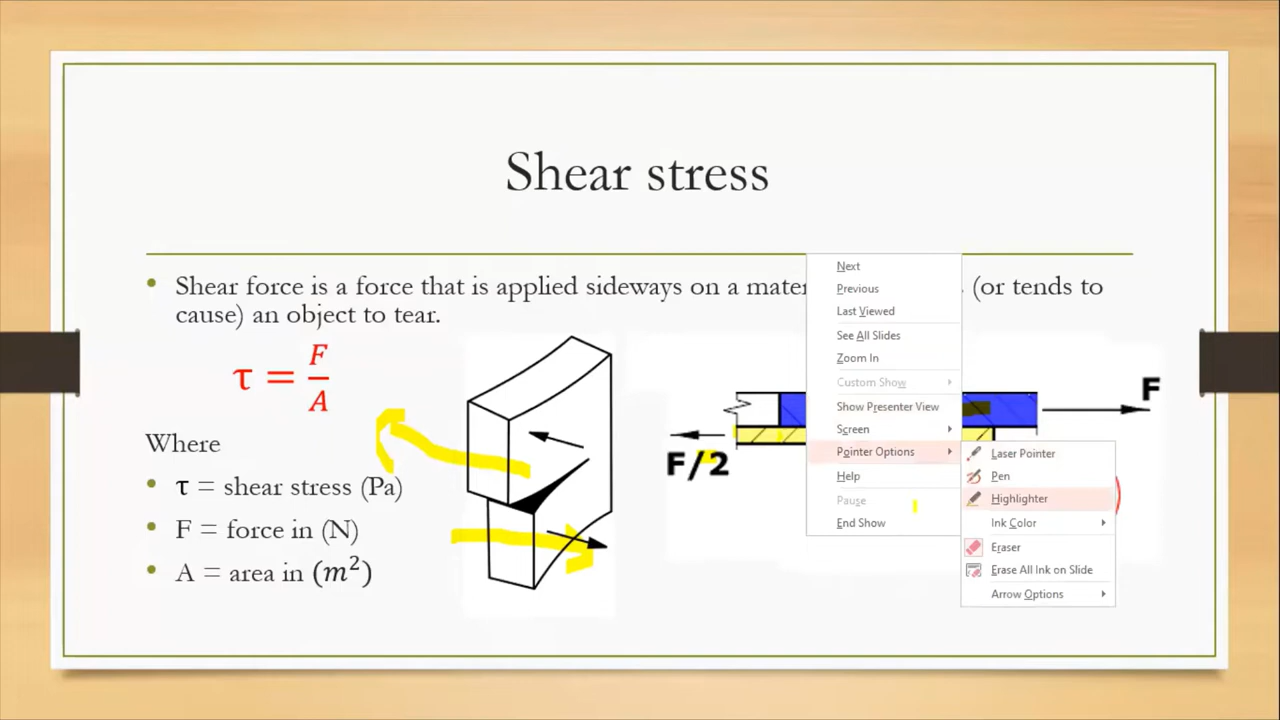 Shear stress
• Shear force is a force that is applied sideways on a mater (or tends to
cause) an object to tear.
τ = F/A
Where
• τ = shear stress (Pa)
• F = force in (N)
• A = area in (m²)
F/2
F
Next
Previous
Last Viewed
See All Slides
Zoom In
Custom Show
Show Presenter View
Screen
Pointer Options
Help
Pause
End Show
Laser Pointer
Pen
Highlighter
Ink Color
Eraser
Erase All Ink on Slide
Arrow Options